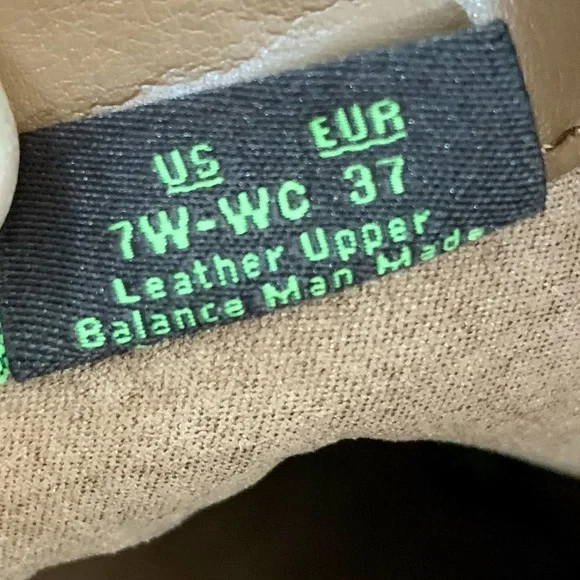 US EUR
7W-WC 37
Leather Upper
Balance Man Made